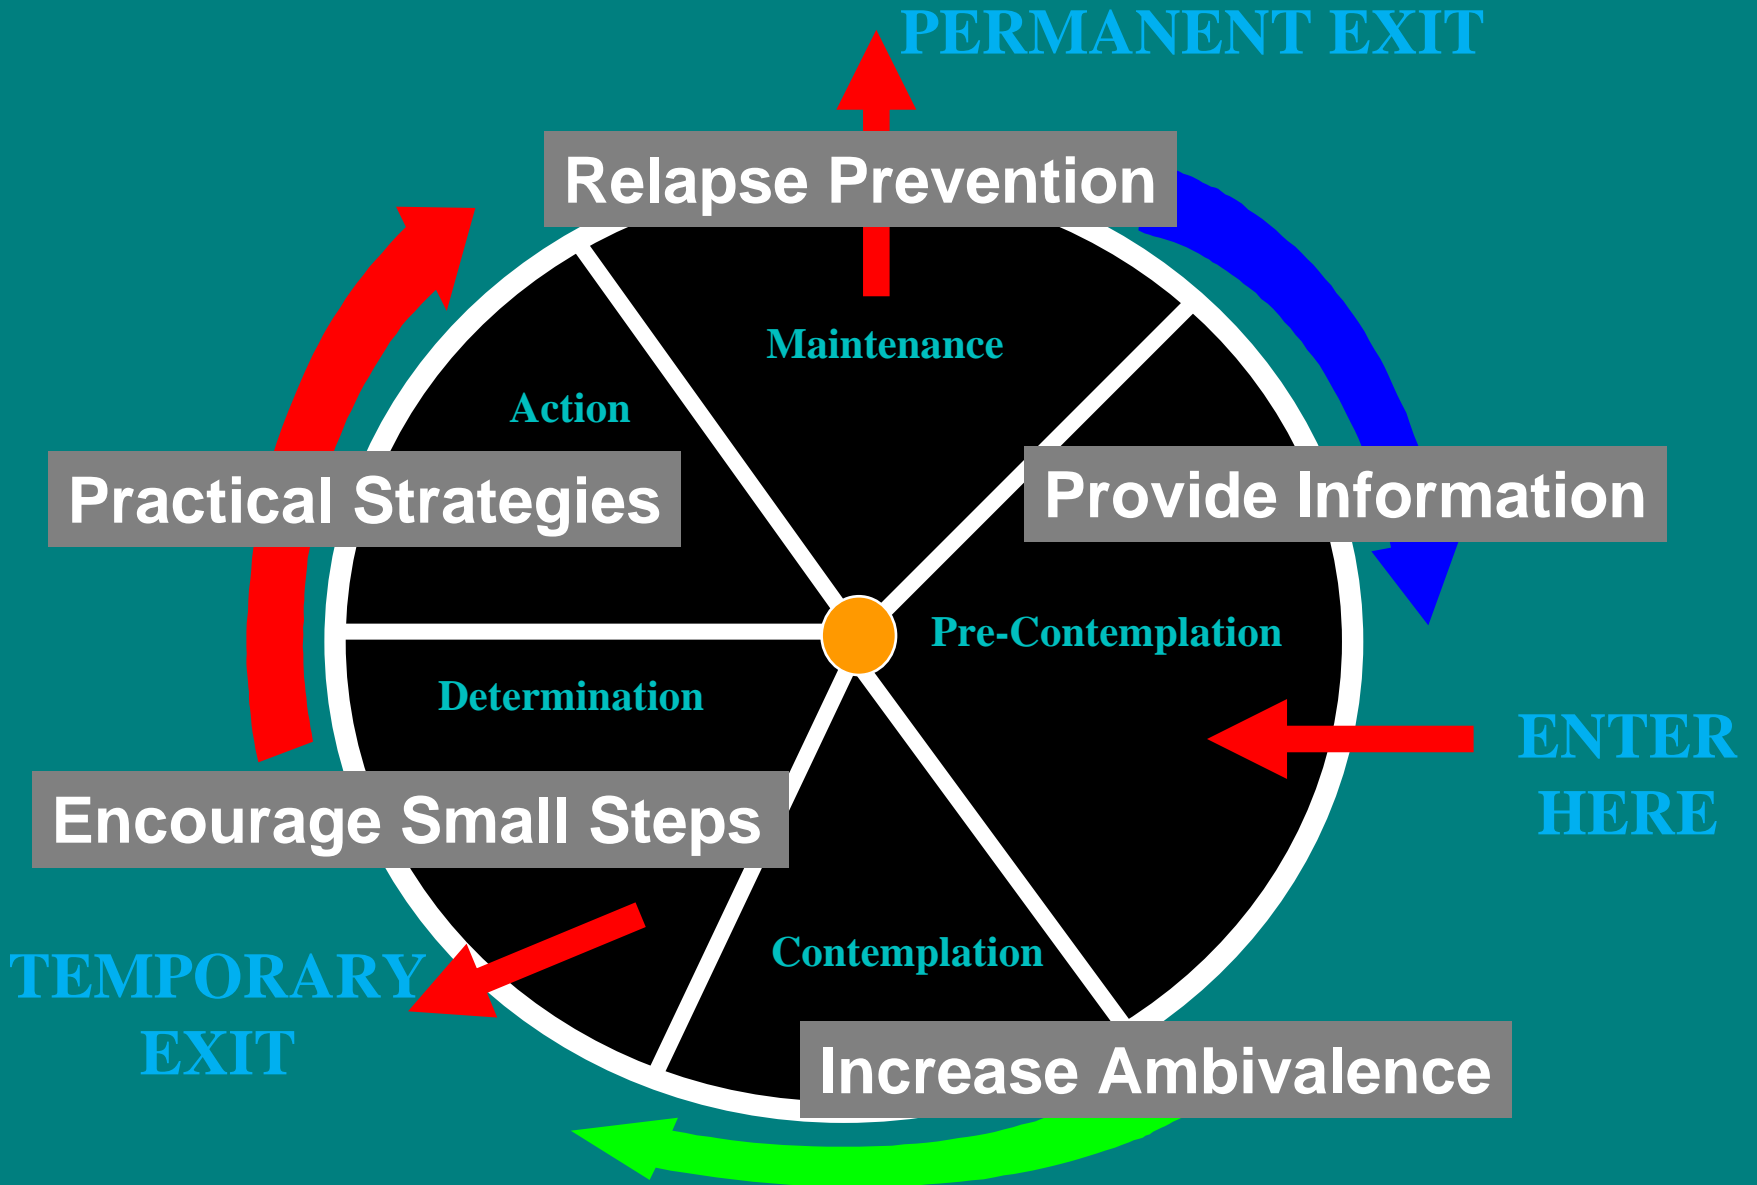 PERMANENT EXIT
Relapse Prevention
Maintenance
Action
Practical Strategies
Provide Information
Pre-Contemplation
Determination
ENTER
HERE
Encourage Small Steps
Contemplation
TEMPORARY
EXIT
Increase Ambivalence